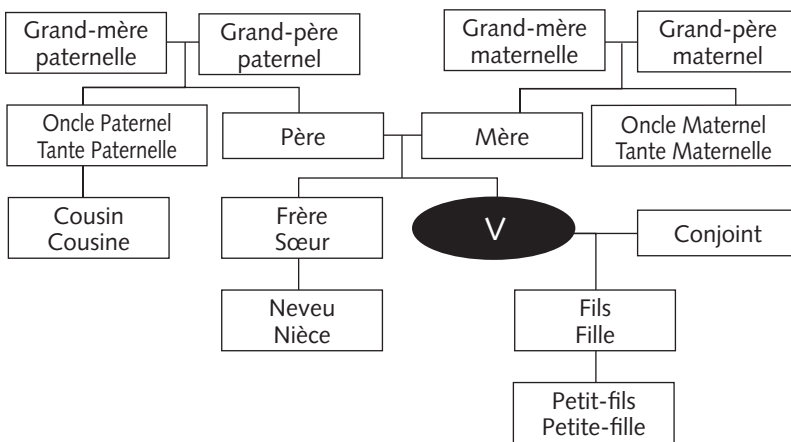 Grand-mère
paternelle
Grand-père
paternel
Grand-mère
maternelle
Grand-père
maternel
Oncle Paternel
Tante Paternelle
Père
Mère
Oncle Maternel
Tante Maternelle
Cousin
Cousine
Frère
Sœur
V
Conjoint
Neveu
Nièce
Fils
Fille
Petit-fils
Petite-fille